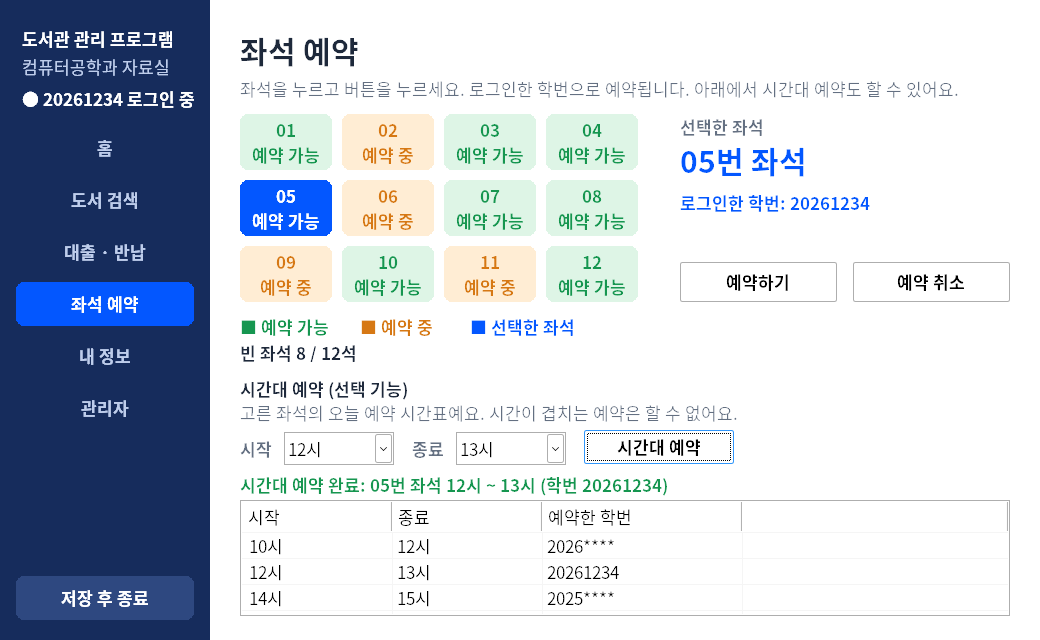 도서관 관리 프로그램
컴퓨터공학과 자료실
● 20261234 로그인 중
홈
도서 검색
대출 · 반납
좌석 예약
내 정보
관리자
저장 후 종료
좌석 예약
좌석을 누르고 버튼을 누르세요. 로그인한 학번으로 예약됩니다. 아래에서 시간대 예약도 할 수 있어요.
01 02 03 04
예약 가능 예약 중 예약 가능 예약 가능
05 06 07 08
예약 가능 예약 중 예약 가능 예약 가능
09 10 11 12
예약 중 예약 가능 예약 중 예약 가능
■ 예약 가능 ■ 예약 중 ■ 선택한 좌석
빈 좌석 8 / 12석
선택한 좌석
05번 좌석
로그인한 학번: 20261234
예약하기 예약 취소
시간대 예약 (선택 기능)
고른 좌석의 오늘 예약 시간표예요. 시간이 겹치는 예약은 할 수 없어요.
시작 12시 종료 13시 시간대 예약
시간대 예약 완료: 05번 좌석 12시 ~ 13시 (학번 20261234)
시작 종료 예약한 학번
10시 12시 2026****
12시 13시 20261234
14시 15시 2025****